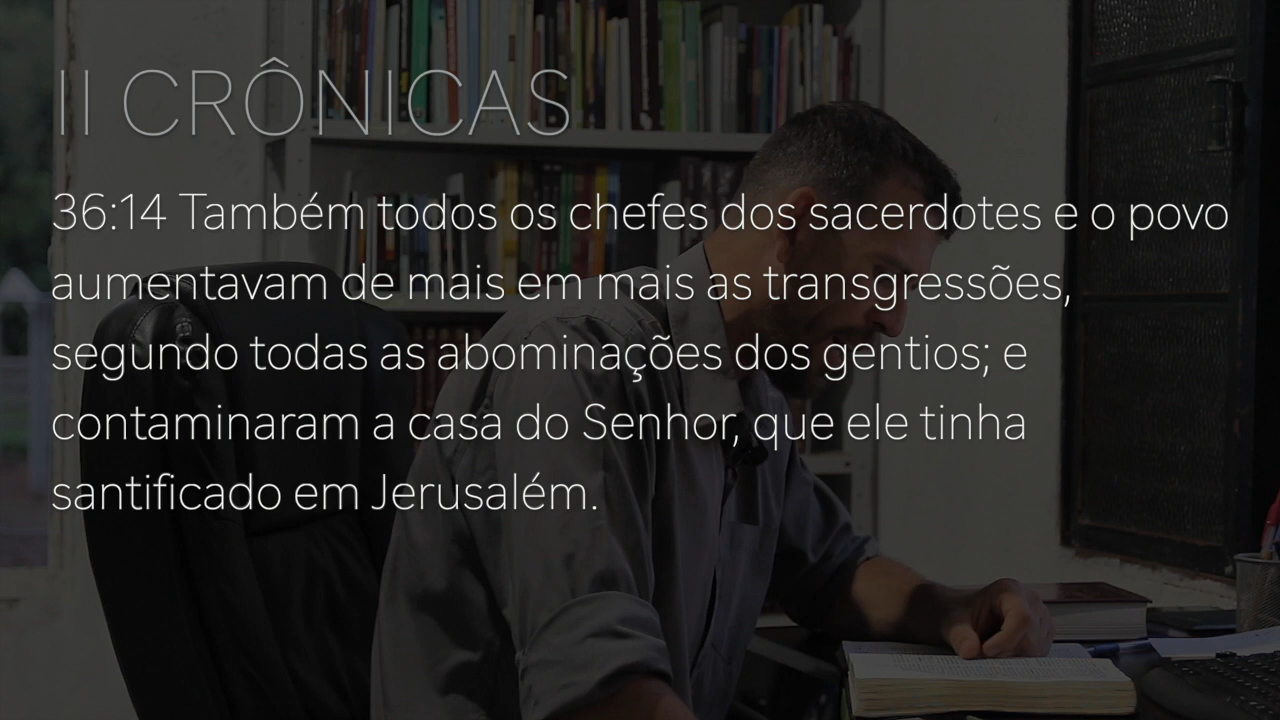 II CRÔNICAS
36:14 Também todos os chefes dos sacerdotes e o povo
aumentavam de mais em mais as transgressões,
segundo todas as abominações dos gentios; e
contaminaram a casa do Senhor, que ele tinha
santificado em Jerusalém.